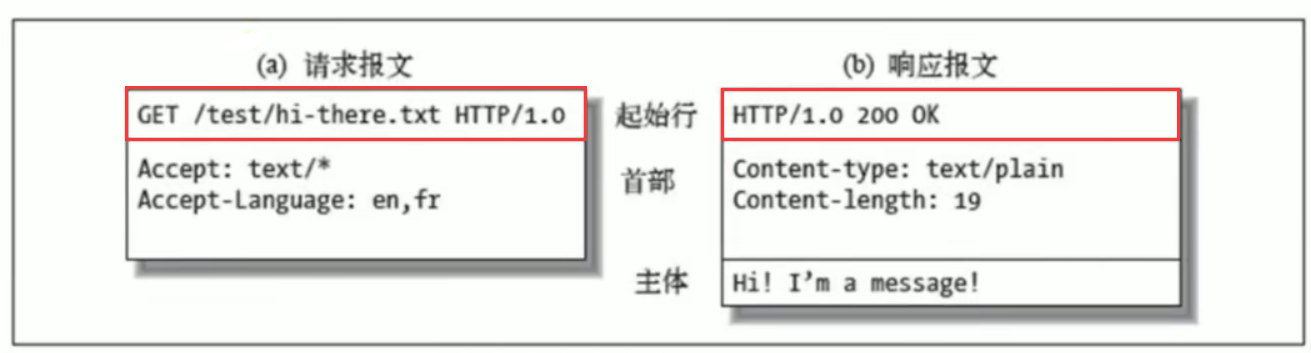 (a) 请求报文
GET /test/hi-there.txt HTTP/1.0
Accept: text/*
Accept-Language: en,fr
起始行
首部
主体
(b) 响应报文
HTTP/1.0 200 OK
Content-type: text/plain
Content-length: 19
Hi! I'm a message!